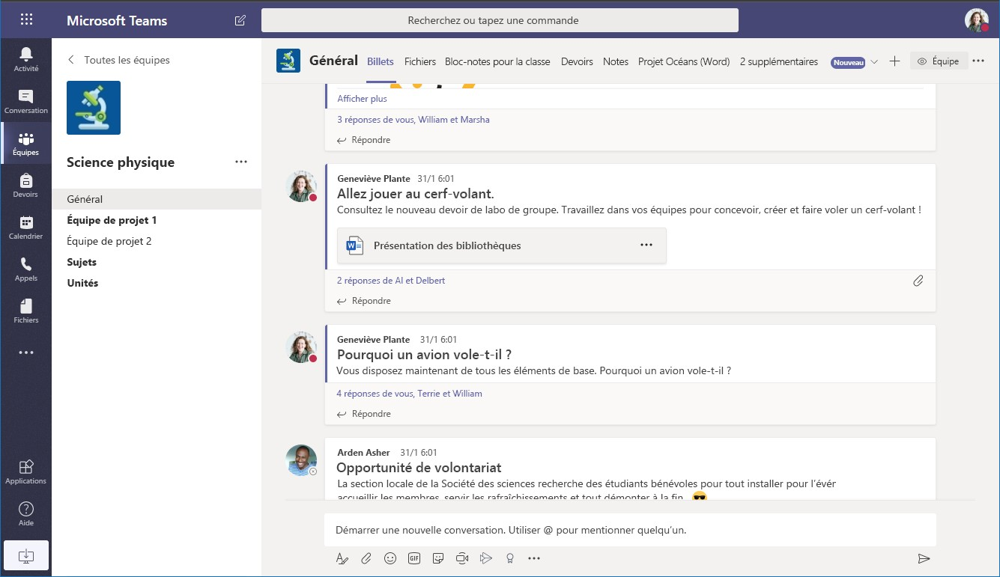 Microsoft Teams
Recherchez ou tapez une commande
Activité
Conversation
Équipes
Devoirs
Calendrier
Appels
Fichiers
Applications
Aide
Toutes les équipes
Science physique
Général
Équipe de projet 1
Équipe de projet 2
Sujets
Unités
Général Billets Fichiers Bloc-notes pour la classe Devoirs Notes Projet Océans (Word) 2 supplémentaires Nouveau Équipe
Afficher plus
3 réponses de vous, William et Marsha
Répondre
Geneviève Plante 31/1 6:01
Allez jouer au cerf-volant.
Consultez le nouveau devoir de labo de groupe. Travaillez dans vos équipes pour concevoir, créer et faire voler un cerf-volant !
W
Présentation des bibliothèques
2 réponses de Al et Delbert
Répondre
Geneviève Plante 31/1 6:01
Pourquoi un avion vole-t-il ?
Vous disposez maintenant de tous les éléments de base. Pourquoi un avion vole-t-il ?
4 réponses de vous, Terrie et William
Répondre
Arden Asher 31/1 6:01
Opportunité de volontariat
La section locale de la Société des sciences recherche des étudiants bénévoles pour tout installer pour l'évér
accueillir les membres, servir les rafraîchissements et tout démonter à la fin.
Démarrer une nouvelle conversation. Utiliser @ pour mentionner quelqu'un.
GIF